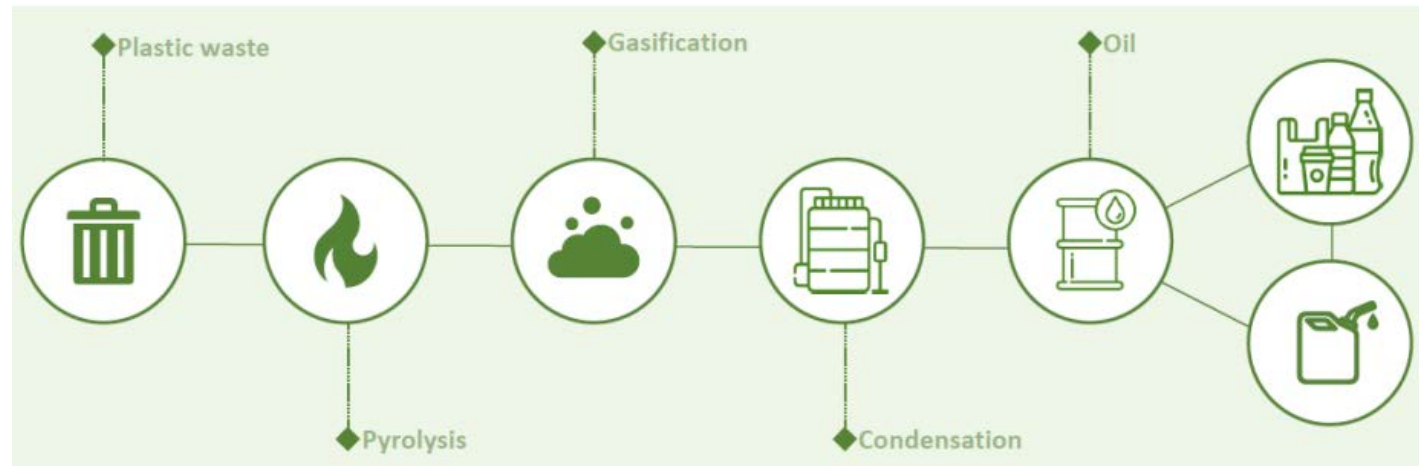 Plastic waste
Gasification
Oil
Pyrolysis
Condensation